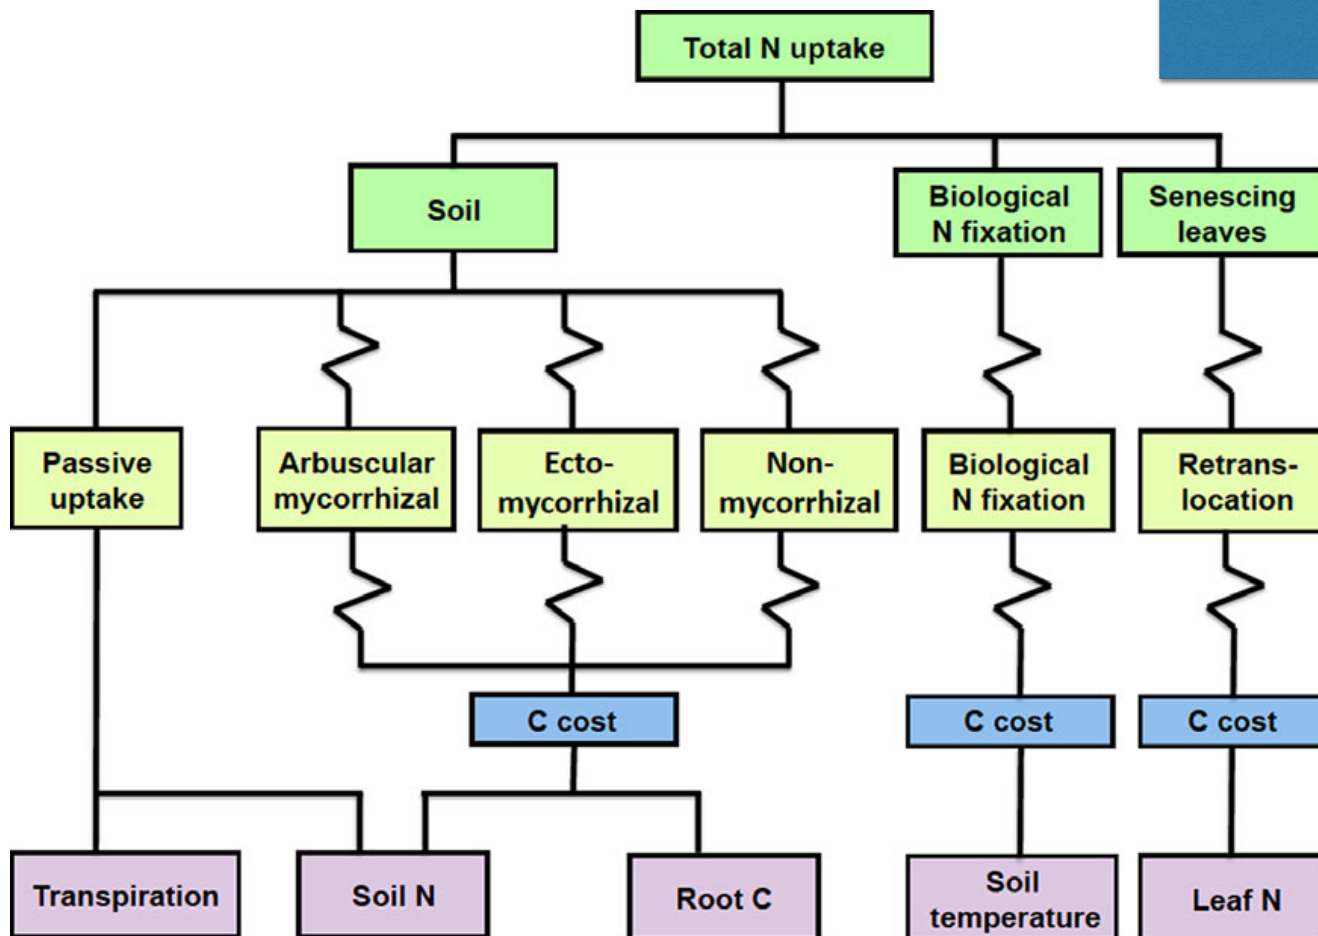 Total N uptake
Soil
Biological
N fixation
Senescing
leaves
Passive
uptake
Arbuscular
mycorrhizal
Ecto-
mycorrhizal
Non-
mycorrhizal
Biological
N fixation
Retrans-
location
C cost
C cost
C cost
Transpiration
Soil N
Root C
Soil
temperature
Leaf N